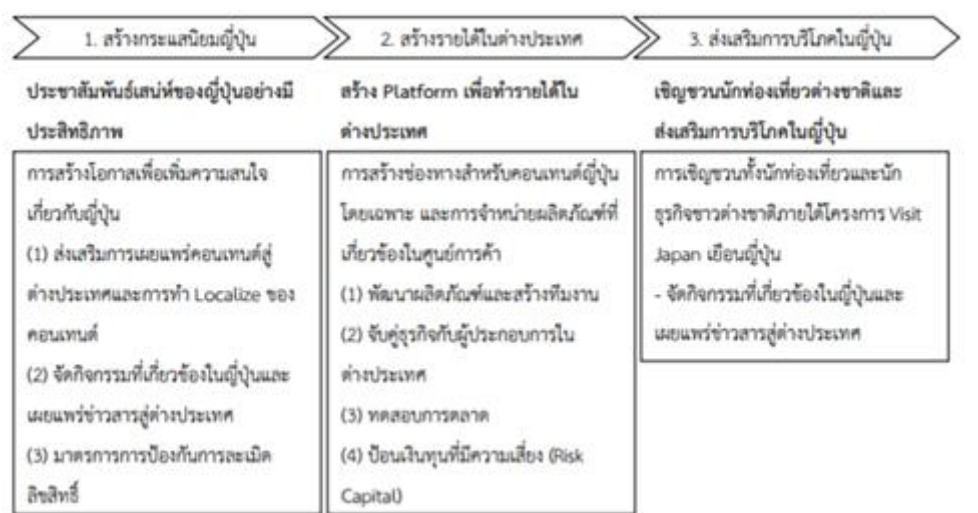 1. สร้างกระแสนิยมญี่ปุ่น
2. สร้างรายได้ในต่างประเทศ
3. ส่งเสริมการบริโภคในญี่ปุ่น
ประชาสัมพันธ์เสน่ห์ของญี่ปุ่นอย่างมี
ประสิทธิภาพ
การสร้างโอกาสเพื่อเพิ่มความสนใจ
เกี่ยวกับญี่ปุ่น
(1) ส่งเสริมการเผยแพร่คอนเทนต์สู่
ต่างประเทศและการทำ Localize ของ
คอนเทนต์
(2) จัดกิจกรรมที่เกี่ยวข้องในญี่ปุ่นและ
เผยแพร่ข่าวสารสู่ต่างประเทศ
(3) มาตรการการป้องกันการละเมิด
ลิขสิทธิ์
สร้าง Platform เพื่อทำรายได้ใน
ต่างประเทศ
การสร้างช่องทางสำหรับคอนเทนต์ญี่ปุ่น
โดยเฉพาะ และการจำหน่ายผลิตภัณฑ์ที่
เกี่ยวข้องในศูนย์การค้า
(1) พัฒนาผลิตภัณฑ์และสร้างทีมงาน
(2) จับคู่ธุรกิจกับผู้ประกอบการใน
ต่างประเทศ
(3) ทดสอบการตลาด
(4) ป้อนเงินทุนที่มีความเสี่ยง (Risk
Capital)
เชิญชวนนักท่องเที่ยวต่างชาติและ
ส่งเสริมการบริโภคในญี่ปุ่น
การเชิญชวนทั้งนักท่องเที่ยวและนัก
ธุรกิจชาวต่างชาติภายใต้โครงการ Visit
Japan เยือนญี่ปุ่น
- จัดกิจกรรมที่เกี่ยวข้องในญี่ปุ่นและ
เผยแพร่ข่าวสารสู่ต่างประเทศ